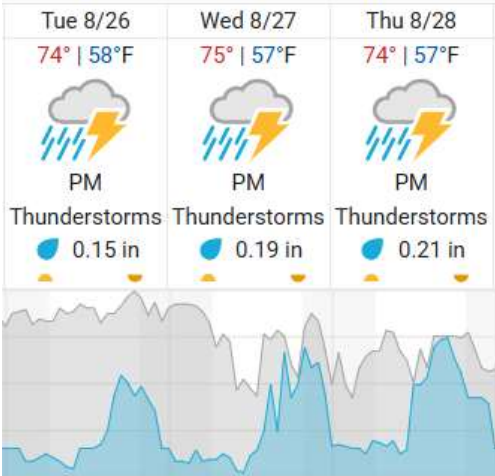 Tue 8/26 Wed 8/27 Thu 8/28
74° | 58°F 75° | 57°F 74° | 57°F
PM PM PM
Thunderstorms Thunderstorms Thunderstorms
0.15 in 0.19 in 0.21 in